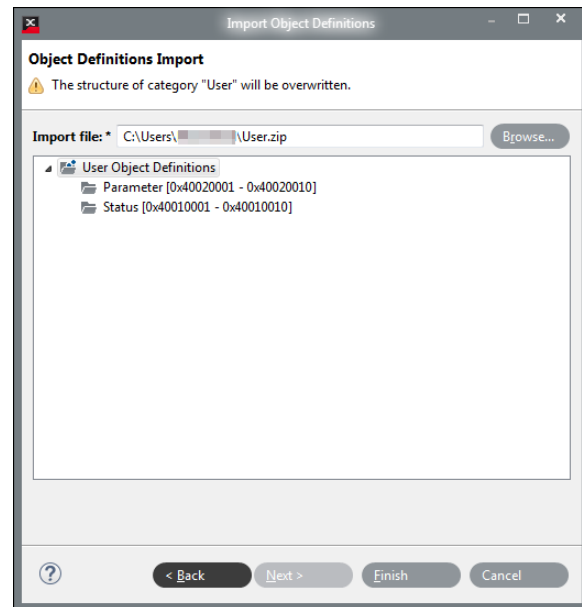 Import Object Definitions
Object Definitions Import
The structure of category "User" will be overwritten.
Import file: * C:\Users\ \User.zip Browse...
User Object Definitions
Parameter [0x40020001 - 0x40020010]
Status [0x40010001 - 0x40010010]
? < Back Next > Finish Cancel